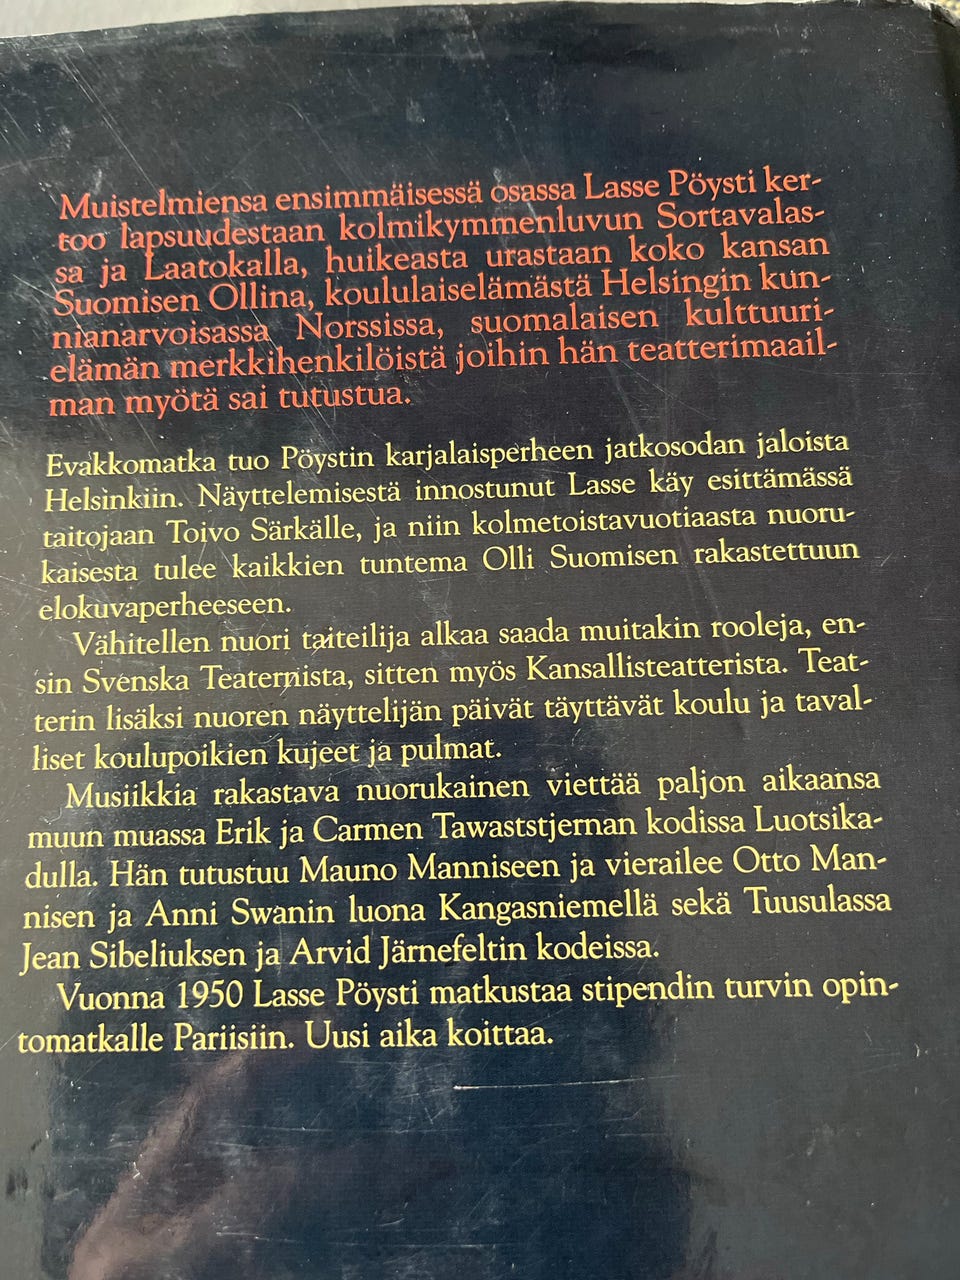 Muistelmiensa ensimmäisessä osassa Lasse Pöysti ker-
too lapsuudestaan kolmikymmenluvun Sortavalas-
sa ja Laatokalla, huikeasta urastaan koko kansan
Suomisen Ollina, koululaiselämästä Helsingin kun-
nianarvoisassa Norssissa, suomalaisen kulttuuri-
elämän merkkihenkilöistä joihin hän teatterimaail-
man myötä sai tutustua.
Evakkomatka tuo Pöystin karjalaisperheen jatkosodan jaloista
Helsinkiin. Näyttelemisestä innostunut Lasse käy esittämässä
taitojaan Toivo Särkälle, ja niin kolmetoistavuotiaasta nuoru-
kaisesta tulee kaikkien tuntema Olli Suomisen rakastettuun
elokuvaperheeseen.
Vähitellen nuori taiteilija alkaa saada muitakin rooleja, en-
sin Svenska Teaternista, sitten myös Kansallisteatterista. Teat-
terin lisäksi nuoren näyttelijän päivät täyttävät koulu ja taval-
liset koulupoikien kujeet ja pulmat.
Musiikkia rakastava nuorukainen viettää paljon aikaansa
muun muassa Erik ja Carmen Tawaststjernan kodissa Luotsika-
dulla. Hän tutustuu Mauno Manniseen ja vierailee Otto Man-
nisen ja Anni Swanin luona Kangasniemellä sekä Tuusulassa
Jean Sibeliuksen ja Arvid Järnefeltin kodeissa.
Vuonna 1950 Lasse Pöysti matkustaa stipendin turvin opin-
tomatkalle Pariisiin. Uusi aika koittaa.